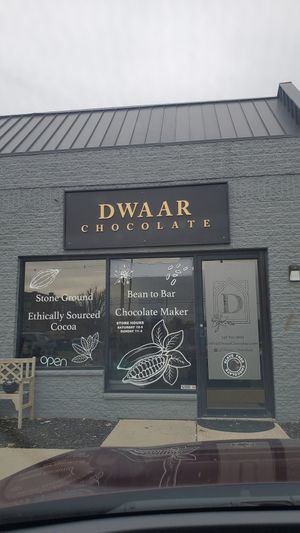 DWAAR
CHOCOLATE
Stone Ground
Ethically Sourced
Cocoa
open
Bean to Bar
Chocolate Maker
STORE HOURS
D